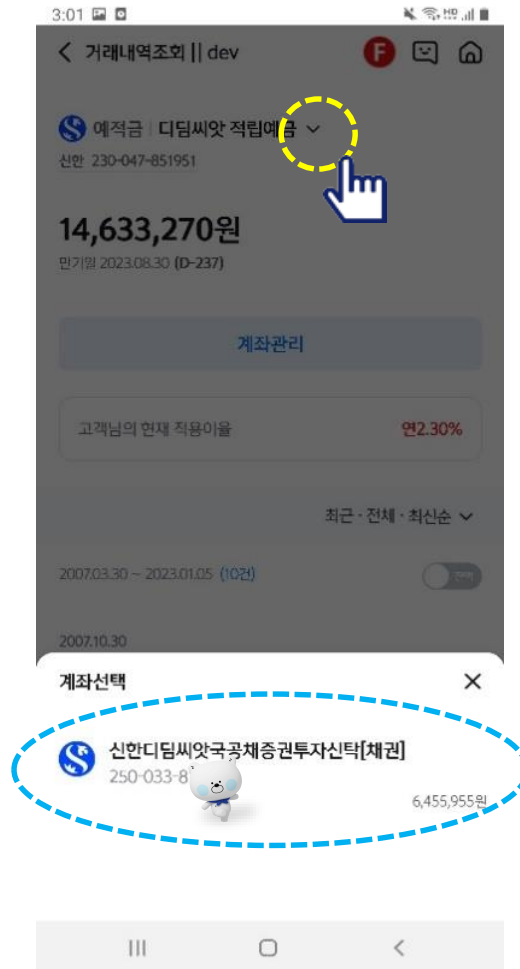 3:01
거래내역조회 || dev
F
예적금 | 디딤씨앗 적립예금
신한 230-047-851951
14,633,270원
만기일 2023.08.30 (D-237)
계좌관리
고객님의 현재 적용이율 연2.30%
최근 · 전체 · 최신순
2007.03.30 ~ 2023.01.05 (10건)
2007.10.30
계좌선택
신한디딤씨앗국공채증권투자신탁[채권]
250-033-8
6,455,955원